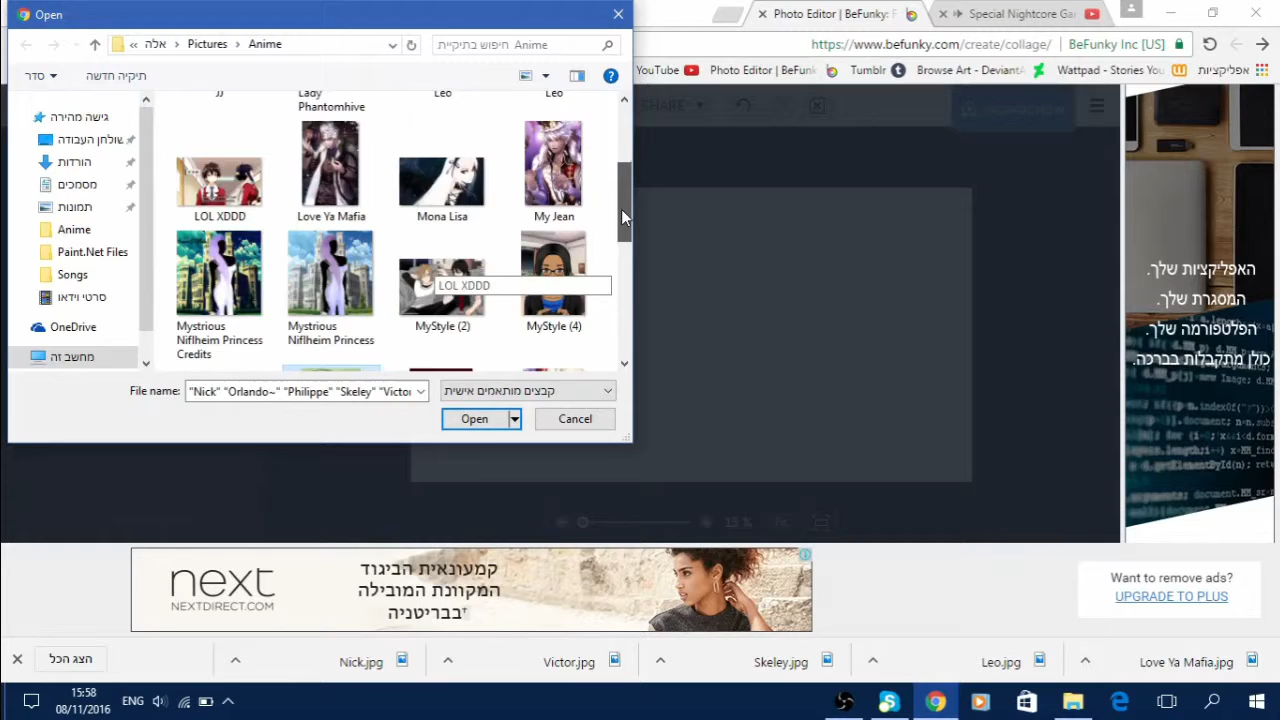 Open
Photo Editor | BeFunky: F
Special Nightcore Ga
« אלה > Pictures > Anime
חיפוש בתיקיית Anime
https://www.befunky.com/create/collage/
BeFunky Inc [US]
סדר
תיקיה חדשה
YouTube
Photo Editor | BeFunk
Tumblr
Browse Art - Deviant
Wattpad - Stories You
אפליקציות
SHARE
גישה מהירה
שולחן העבודה
הורדות
מסמכים
תמונות
Anime
Paint.Net Files
Songs
סרטי וידאו
OneDrive
מחשב זה
JJ
Lady Phantomhive
Leo
Leo
LOL XDDD
Love Ya Mafia
Mona Lisa
My Jean
LOL XDDD
Mystrious Niflheim Princess Credits
Mystrious Niflheim Princess
MyStyle (2)
MyStyle (4)
File name:
"Nick" "Orlando~" "Philippe" "Skeley" "Victor
קבצים מותאמים אישית
Open
Cancel
האפליקציות שלך.
המסגרת שלך.
הפלטפורמה שלך.
כולן מתקבלות בברכה.
15 %
next
NEXTDIRECT.COM
קמעונאית הביגוד
המקוונת המובילה
בבריטניה†
Want to remove ads?
UPGRADE TO PLUS
הצג הכל
Nick.jpg
Victor.jpg
Skeley.jpg
Leo.jpg
Love Ya Mafia.jpg
15:58
08/11/2016
ENG